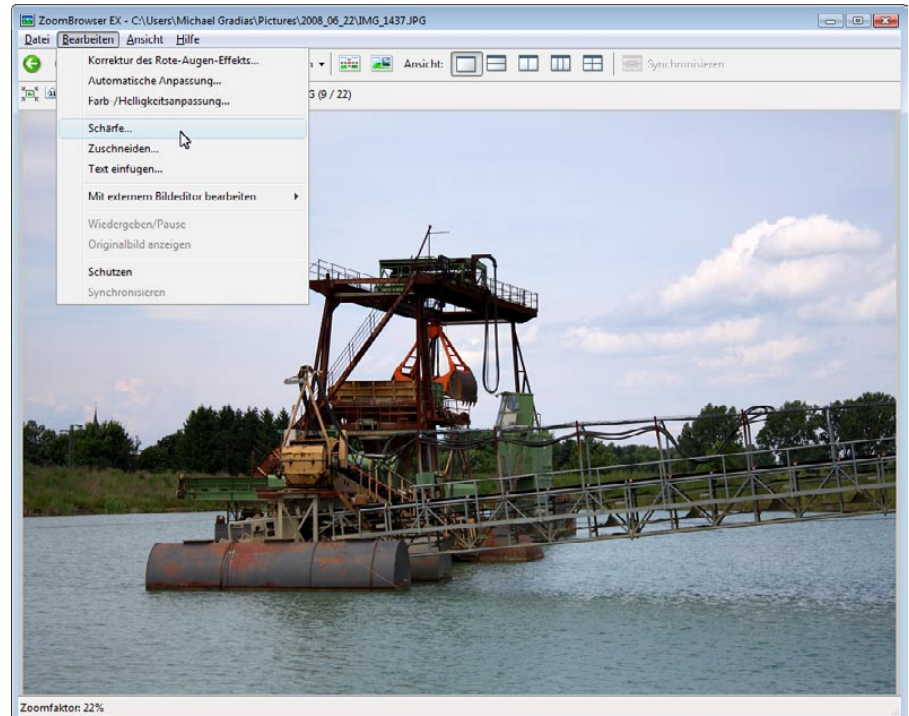 ZoomBrowser EX - C:\Users\Michael Gradias\Pictures\2008_06_22\IMG_1437.JPG
Datei Bearbeiten Ansicht Hilfe
Ansicht: Synchronisieren
G (9 / 22)
Korrektur des Rote-Augen-Effekts...
Automatische Anpassung...
Farb-/Helligkeitsanpassung...
Schärfe...
Zuschneiden...
Text einfugen...
Mit externem Bildeditor bearbeiten
Wiedergeben/Pause
Originalbild anzeigen
Schutzen
Synchronisieren
Zoomfaktor: 22%